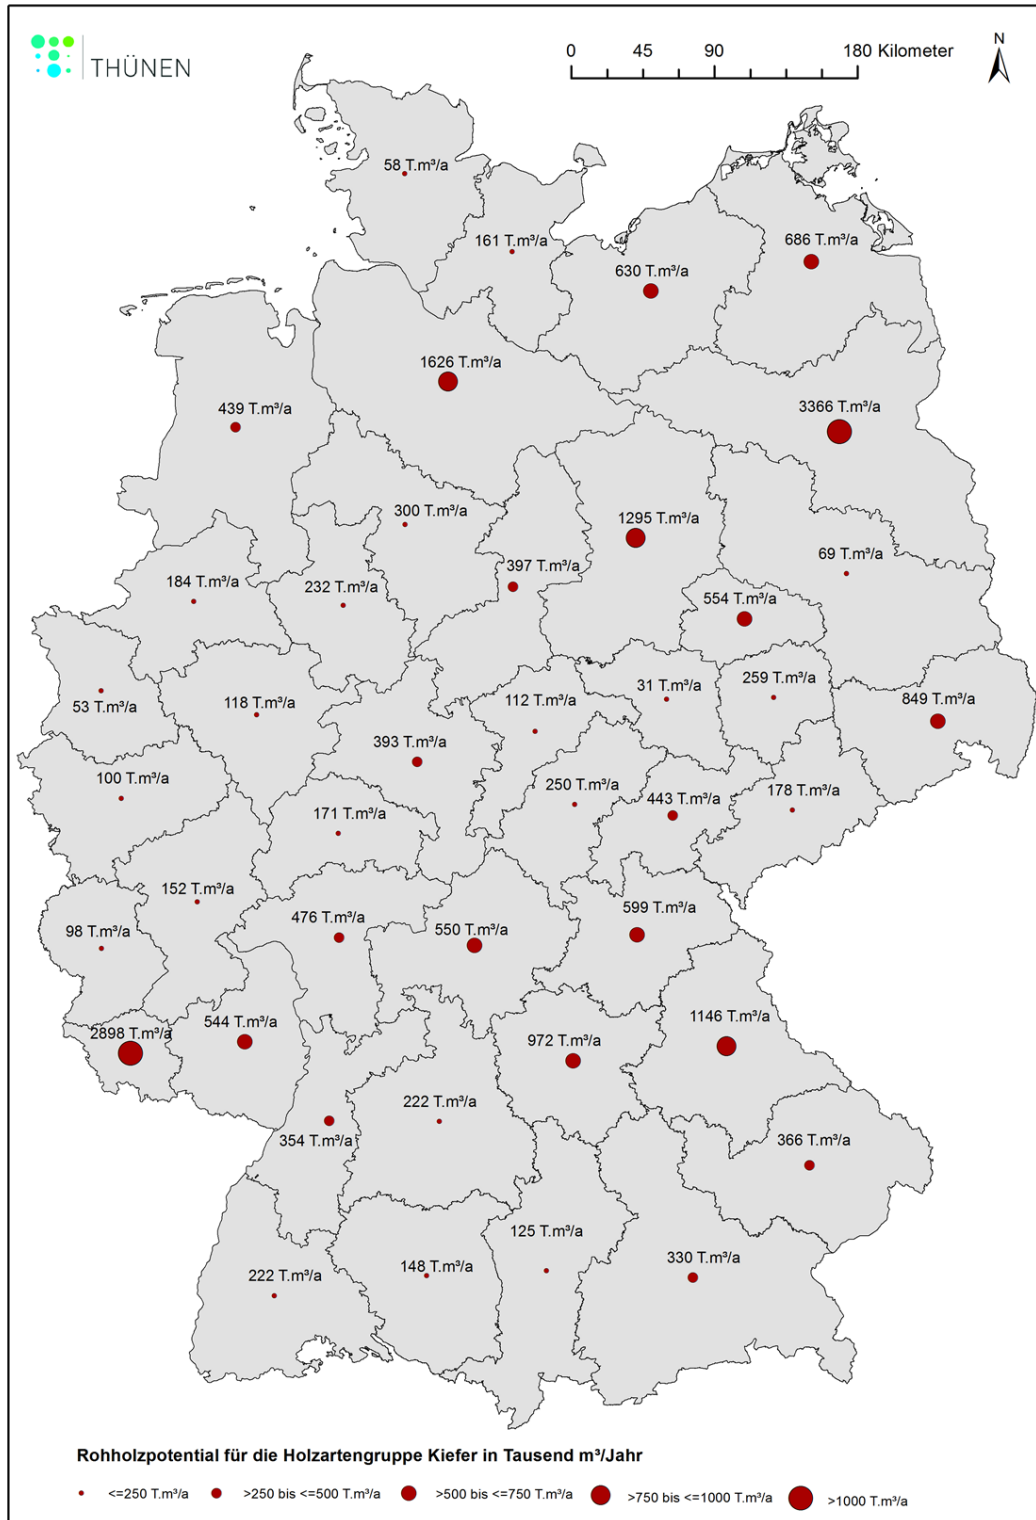 THÜNEN
0 45 90 180 Kilometer
N
58 T.m³/a
161 T.m³/a
686 T.m³/a
630 T.m³/a
1626 T.m³/a
439 T.m³/a
3366 T.m³/a
300 T.m³/a
1295 T.m³/a
397 T.m³/a
69 T.m³/a
184 T.m³/a
232 T.m³/a
554 T.m³/a
53 T.m³/a
118 T.m³/a
112 T.m³/a
31 T.m³/a
259 T.m³/a
849 T.m³/a
393 T.m³/a
100 T.m³/a
250 T.m³/a
443 T.m³/a
178 T.m³/a
171 T.m³/a
152 T.m³/a
98 T.m³/a
476 T.m³/a
550 T.m³/a
599 T.m³/a
2898 T.m³/a
544 T.m³/a
972 T.m³/a
1146 T.m³/a
222 T.m³/a
354 T.m³/a
366 T.m³/a
125 T.m³/a
330 T.m³/a
222 T.m³/a
148 T.m³/a
Rohholzpotential für die Holzartengruppe Kiefer in Tausend m³/Jahr
<=250 T.m³/a >250 bis <=500 T.m³/a >500 bis <=750 T.m³/a >750 bis <=1000 T.m³/a >1000 T.m³/a